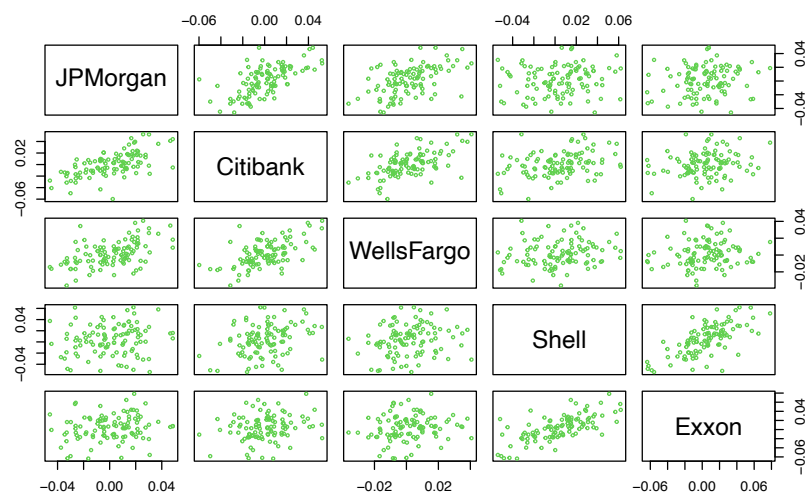 −0.06 0.00 0.04
−0.04 0.02 0.06
JPMorgan
−0.04 0.04
−0.06 0.02
Citibank
WellsFargo
−0.02 0.04
−0.04 0.04
Shell
Exxon
−0.06 0.04
−0.04 0.00 0.04
−0.02 0.02
−0.06 0.00 0.06